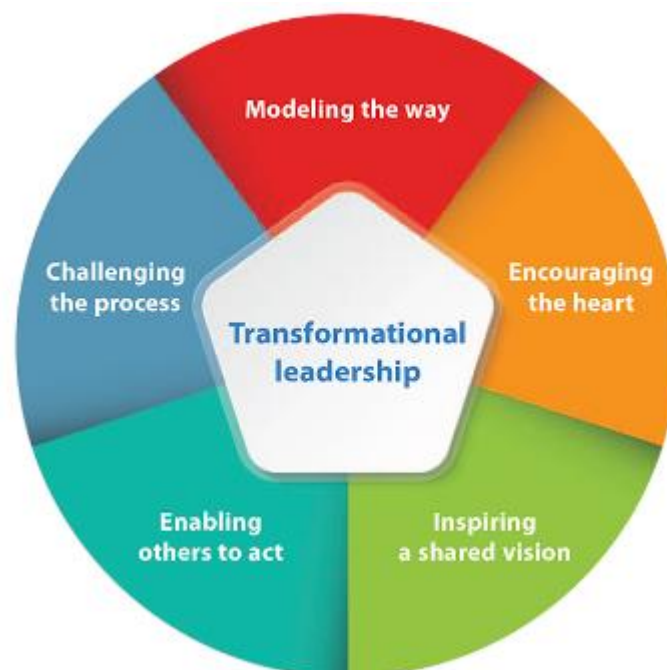 Modeling the way
Encouraging
the heart
Inspiring
a shared vision
Enabling
others to act
Challenging
the process
Transformational
leadership